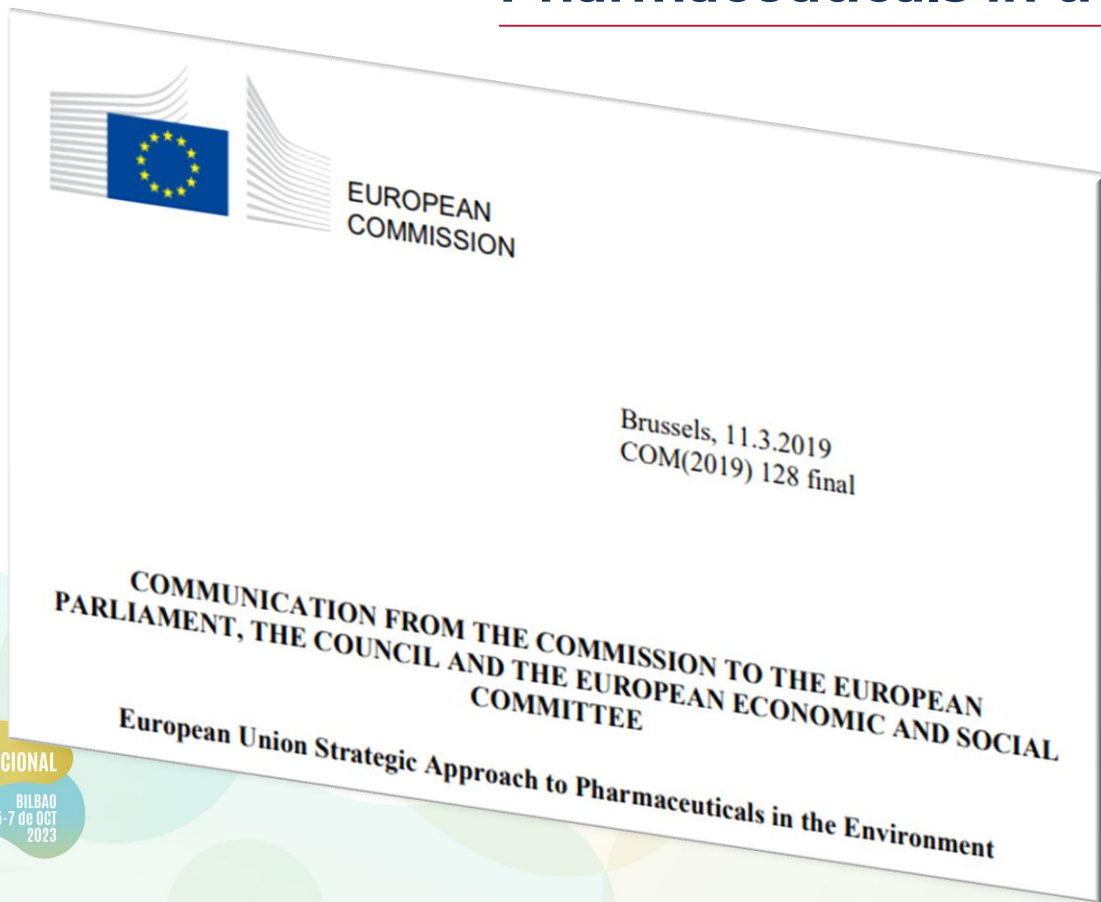 EUROPEAN
COMMISSION
Brussels, 11.3.2019
COM(2019) 128 final
COMMUNICATION FROM THE COMMISSION TO THE EUROPEAN
PARLIAMENT, THE COUNCIL AND THE EUROPEAN ECONOMIC AND SOCIAL
COMMITTEE
European Union Strategic Approach to Pharmaceuticals in the Environment
BILBAO
de OCT
2023